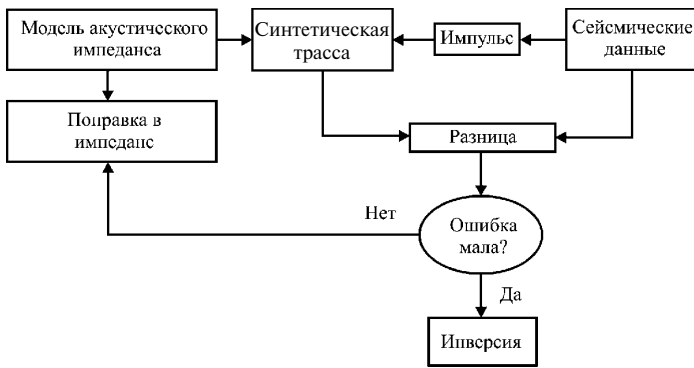 Модель акустического
импеданса
Синтетическая
трасса
Импульс
Сейсмические
данные
Поправка в
импеданс
Разница
Нет
Ошибка
мала?
Да
Инверсия